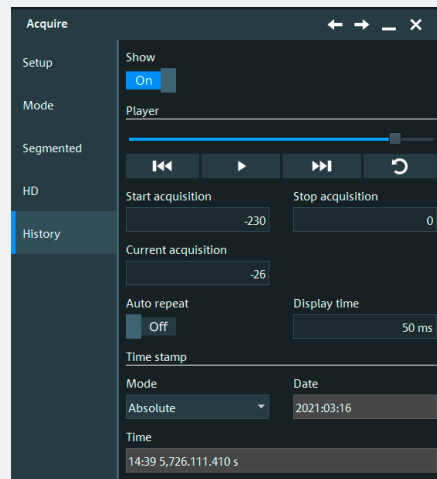 Acquire
Setup
Mode
Segmented
HD
History
Show
On
Player
Start acquisition
Stop acquisition
-230
0
Current acquisition
-26
Auto repeat
Display time
Off
50 ms
Time stamp
Mode
Date
Absolute
2021:03:16
Time
14:39 5,726.111.410 s